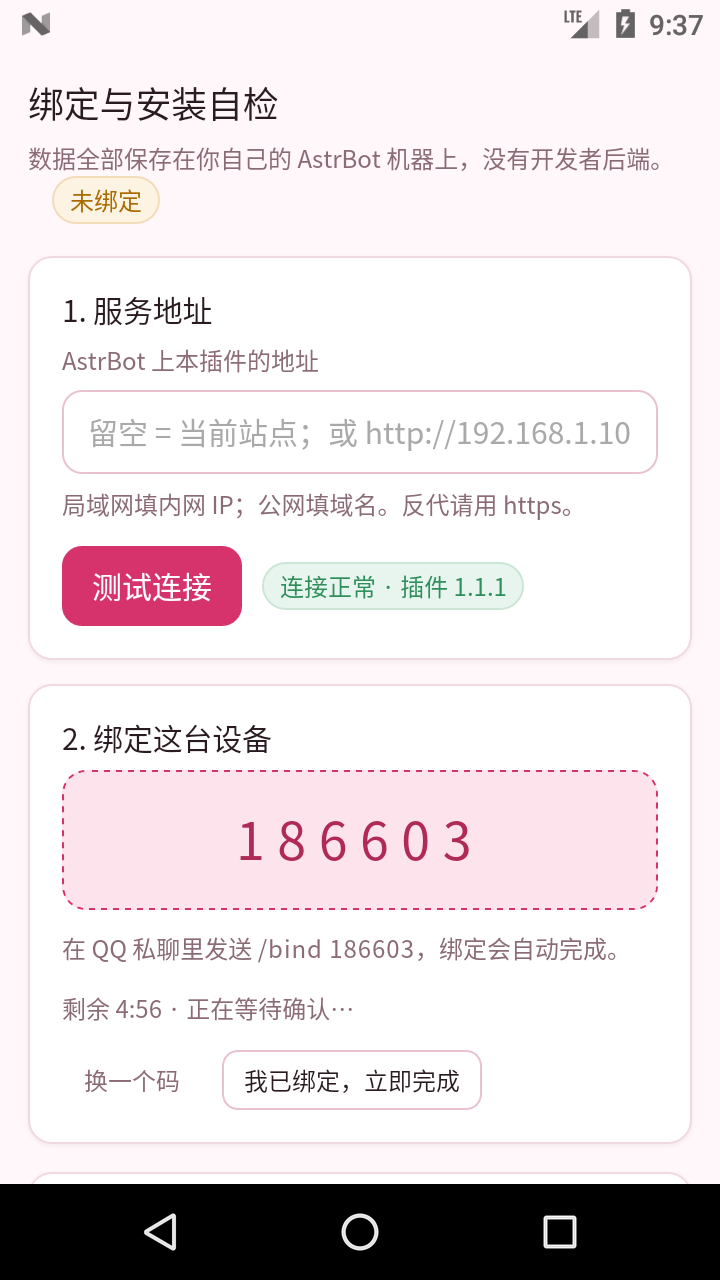 LTE 9:37
绑定与安装自检
数据全部保存在你自己的 AstrBot 机器上，没有开发者后端。
未绑定
1. 服务地址
AstrBot 上本插件的地址
留空 = 当前站点；或 http://192.168.1.10
局域网填内网 IP；公网填域名。反代请用 https。
测试连接 连接正常 · 插件 1.1.1
2. 绑定这台设备
186603
在 QQ 私聊里发送 /bind 186603，绑定会自动完成。
剩余 4:56 · 正在等待确认…
换一个码 我已绑定，立即完成